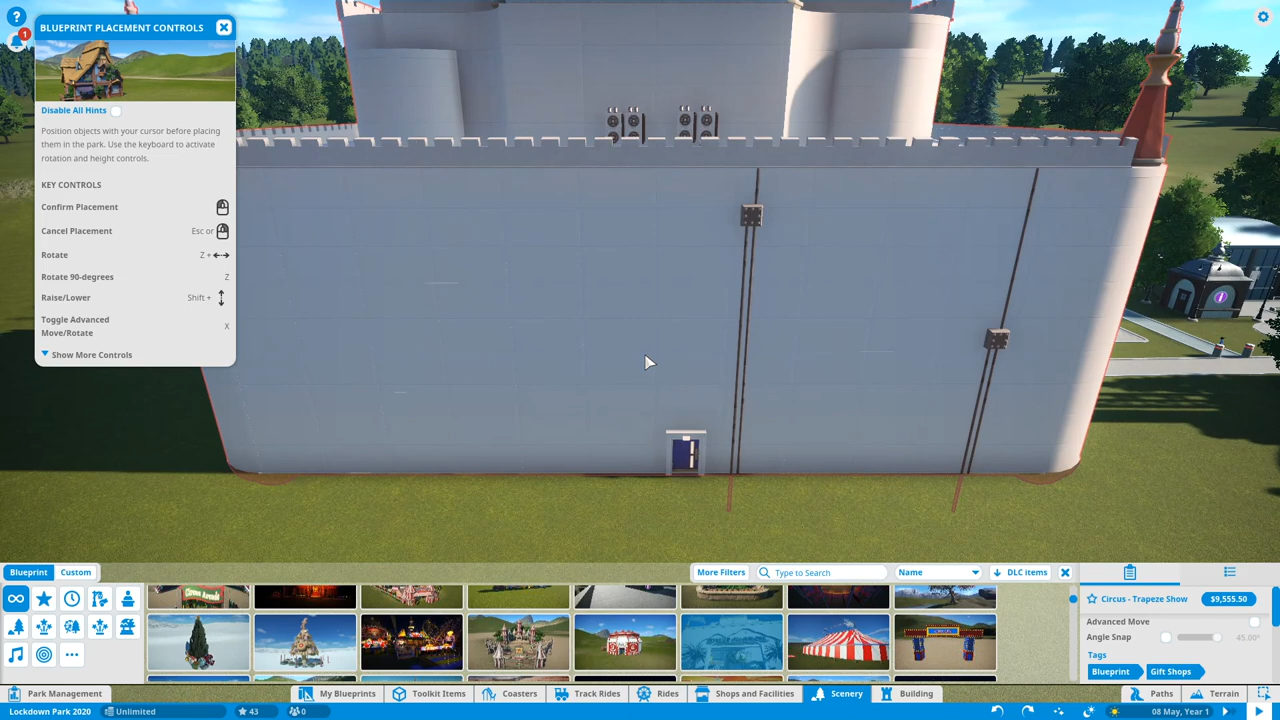 ?
1
BLUEPRINT PLACEMENT CONTROLS
Disable All Hints
Position objects with your cursor before placing
them in the park. Use the keyboard to activate
rotation and height controls.
KEY CONTROLS
Confirm Placement
Cancel Placement Esc or
Rotate Z +
Rotate 90-degrees Z
Raise/Lower Shift +
Toggle Advanced
Move/Rotate X
Show More Controls
Blueprint Custom More Filters Type to Search Name DLC items
Circus - Trapeze Show $9,555.50
Advanced Move
Angle Snap 45.00°
Tags
Blueprint Gift Shops
Park Management My Blueprints Toolkit Items Coasters Track Rides Rides Shops and Facilities Scenery Building Paths Terrain
Lockdown Park 2020 Unlimited 43 0 08 May, Year 1